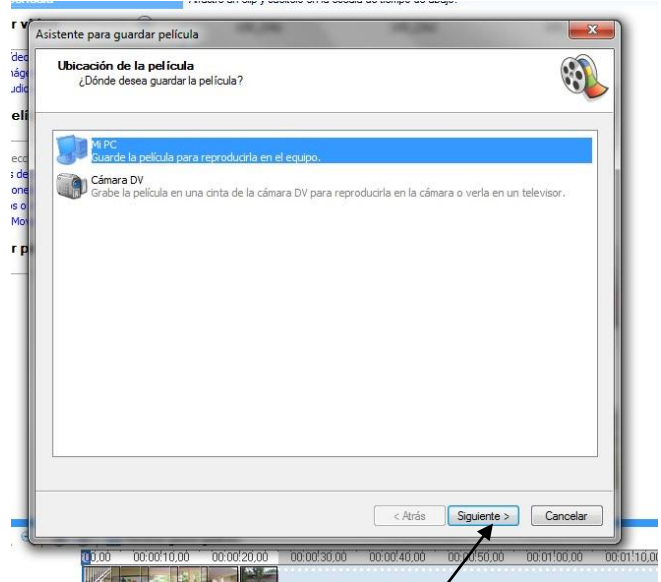 Asistente para guardar película
Ubicación de la película
¿Dónde desea guardar la película?
Mi PC
Guarde la película para reproducirla en el equipo.
Cámara DV
Grabe la película en una cinta de la cámara DV para reproducirla en la cámara o verla en un televisor.
< Atrás
Siguiente >
Cancelar
00:00'10,00 00:00'20,00 00:00'30,00 00:00'40,00 00:00'50,00 00:01'00,00 00:01'10,00